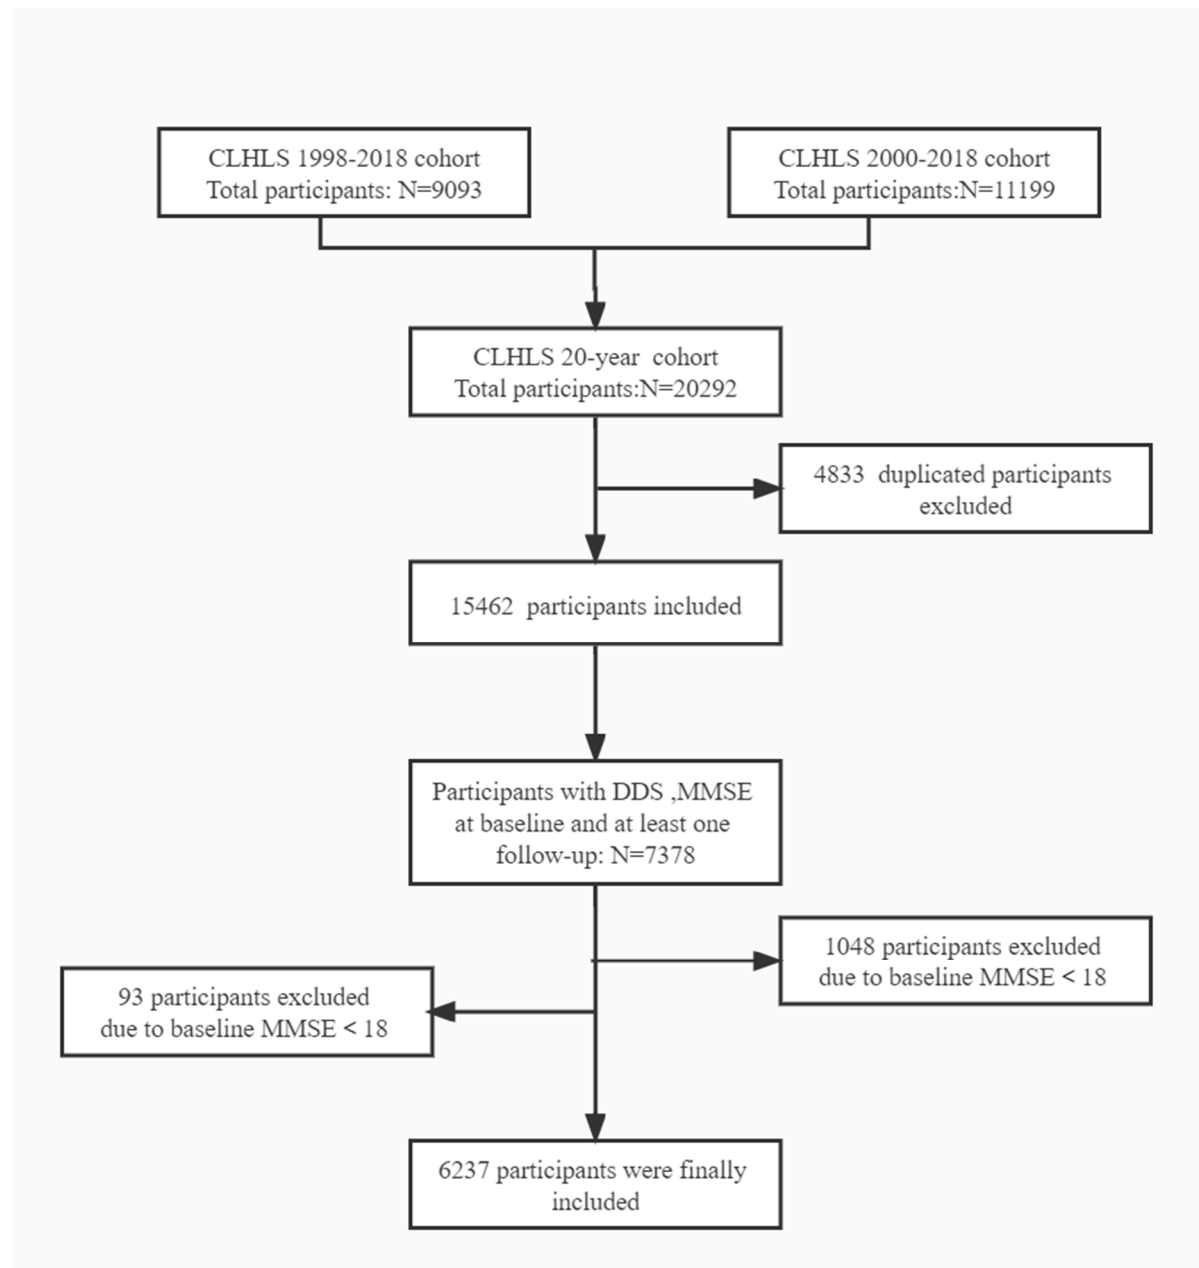 CLHLS 1998-2018 cohort
Total participants: N=9093
CLHLS 2000-2018 cohort
Total participants:N=11199
CLHLS 20-year  cohort
Total participants:N=20292
4833  duplicated participants
excluded
15462  participants included
Participants with DDS ,MMSE
at baseline and at least one
follow-up: N=7378
1048 participants excluded
due to baseline MMSE < 18
93 participants excluded
due to baseline MMSE < 18
6237 participants were finally
included